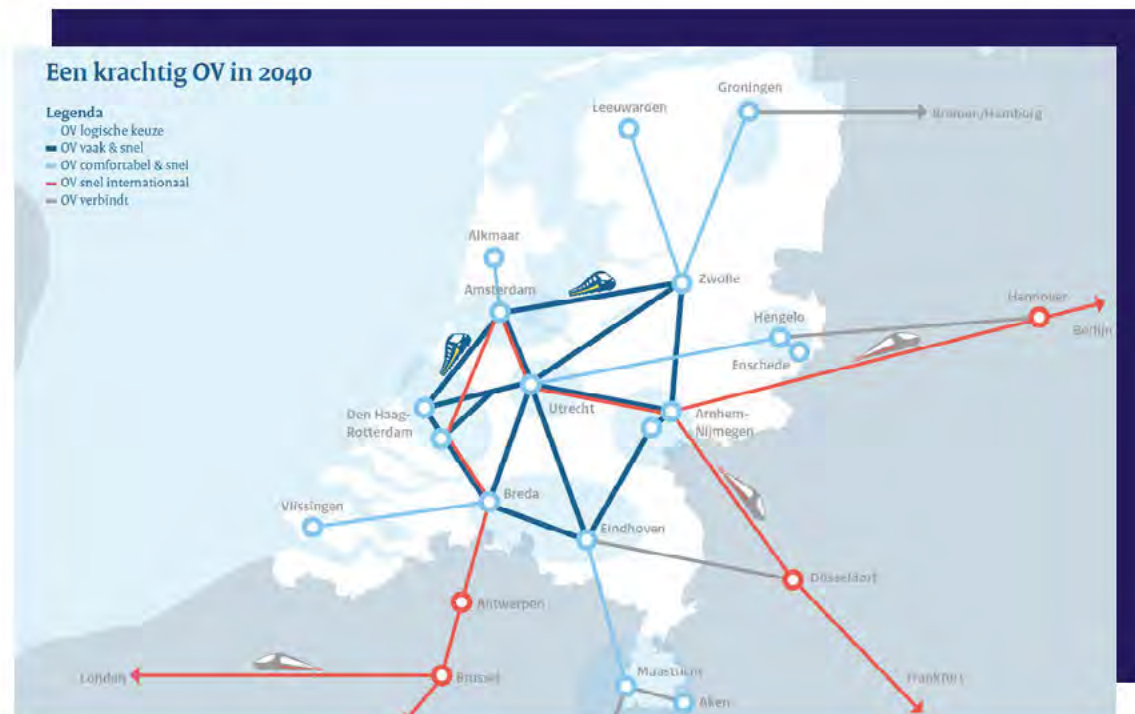 Een krachtig OV in 2040
Legenda
OV logische keuze
OV vaak & snel
OV comfortabel & snel
OV snel internationaal
OV verbindt
Groningen
Leeuwarden
Bremen/Hamburg
Alkmaar
Amsterdam
Zwolle
Hannover
Hengelo
Berlijn
Enschede
Utrecht
Den Haag-
Rotterdam
Arnhem-
Nijmegen
Breda
Vlissingen
Eindhoven
Düsseldorf
Antwerpen
London
Brussel
Maastricht
Frankfurt
Aken